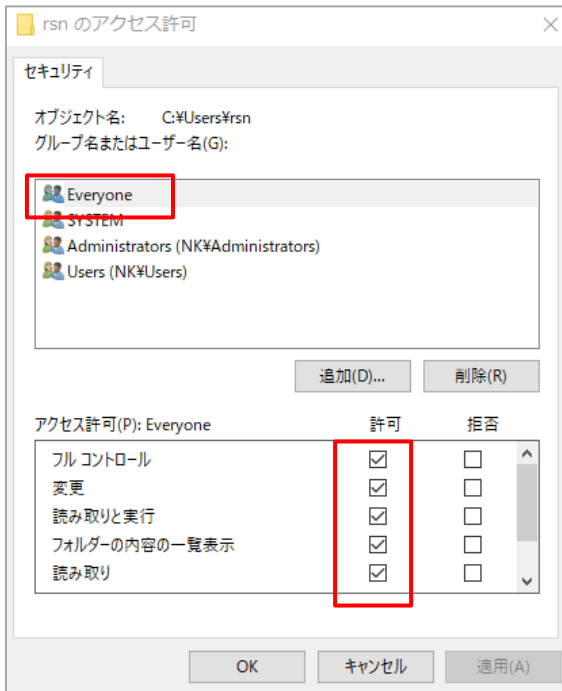 rsn のアクセス許可
セキュリティ
オブジェクト名: C:¥Users¥rsn
グループ名またはユーザー名(G):
Everyone
SYSTEM
Administrators (NK¥Administrators)
Users (NK¥Users)
追加(D)... 削除(R)
アクセス許可(P): Everyone 許可 拒否
フル コントロール
変更
読み取りと実行
フォルダーの内容の一覧表示
読み取り
OK キャンセル 適用(A)